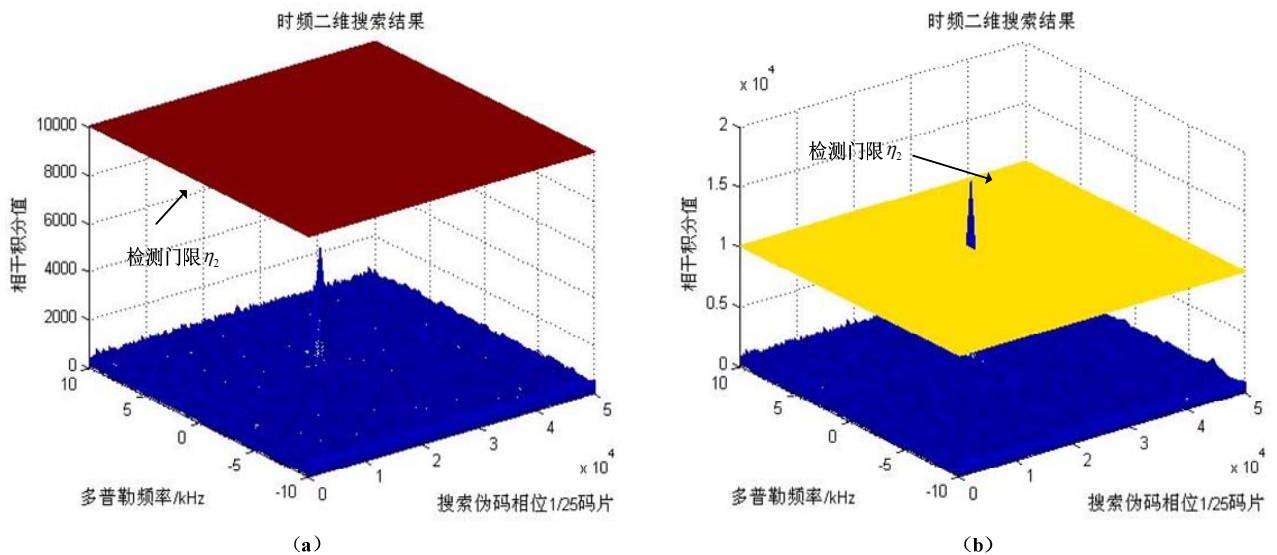 时频二维搜索结果
10000
8000
6000
4000
2000
0
相干积分值
检测门限η₂
10
5
0
-5
-10
多普勒频率/kHz
0
1
2
3
4
5
x 10⁴
搜索伪码相位1/25码片
(a)
时频二维搜索结果
x 10⁴
2
1.5
1
0.5
0
相干积分值
检测门限η₂
10
5
0
-5
-10
多普勒频率/kHz
0
1
2
3
4
5
x 10⁴
搜索伪码相位1/25码片
(b)